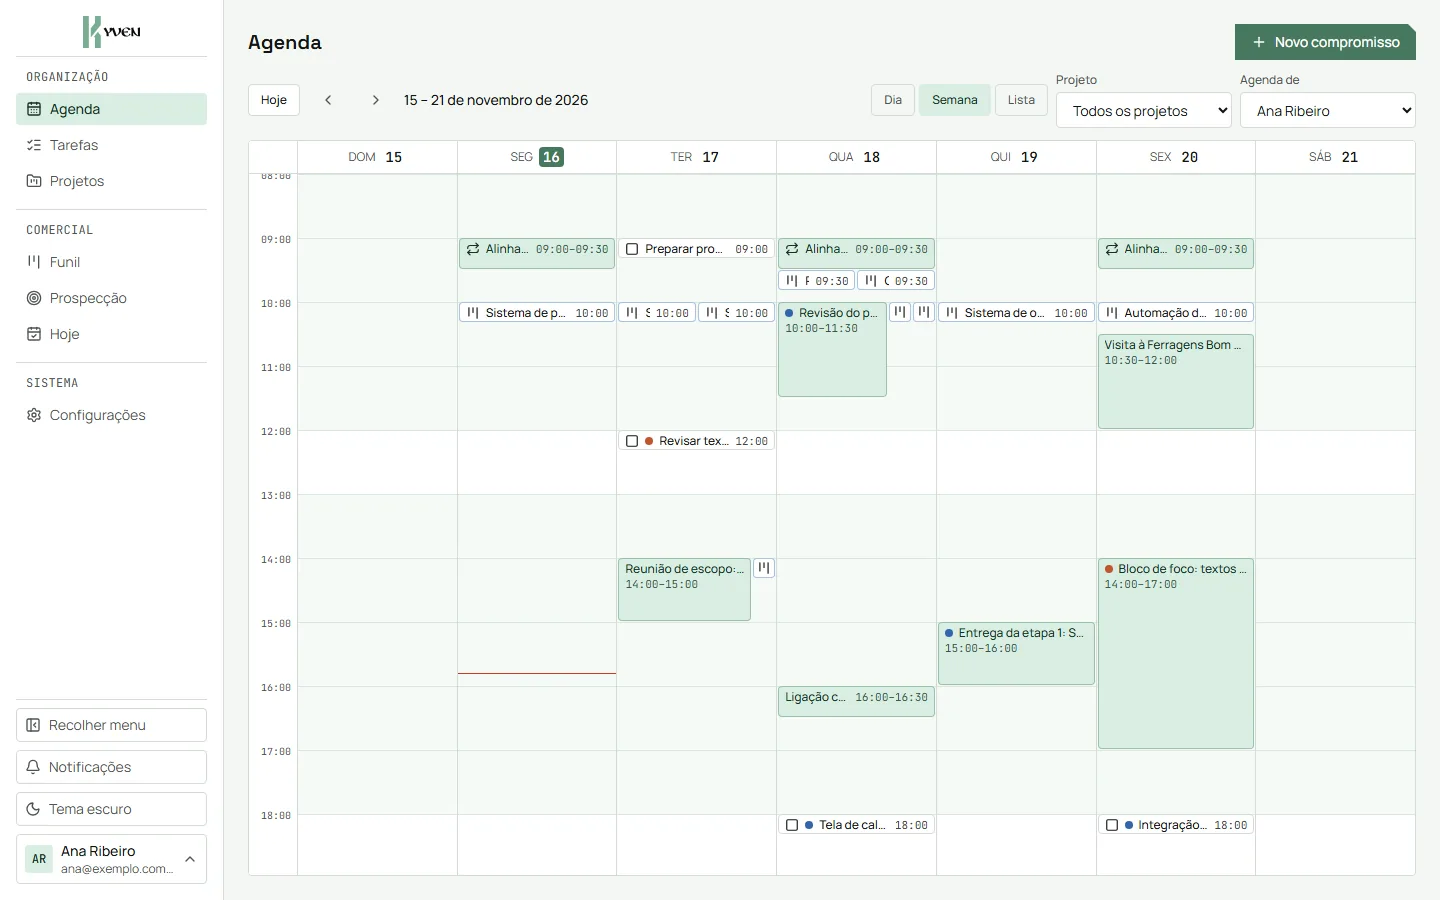 KYVEN
ORGANIZAÇÃO
Agenda
Tarefas
Projetos
COMERCIAL
Funil
Prospecção
Hoje
SISTEMA
Configurações
Recolher menu
Notificações
Tema escuro
AR
Ana Ribeiro
ana@exemplo.com...
Agenda
+ Novo compromisso
Hoje
15 – 21 de novembro de 2026
Dia
Semana
Lista
Projeto
Todos os projetos
Agenda de
Ana Ribeiro
DOM 15
SEG 16
TER 17
QUA 18
QUI 19
SEX 20
SÁB 21
08:00
09:00
Alinha... 09:00–09:30
Preparar pro... 09:00
Alinha... 09:00–09:30
Alinha... 09:00–09:30
09:30
09:30
10:00
Sistema de p... 10:00
S 10:00
S 10:00
Revisão do p...
10:00–11:30
Sistema de o... 10:00
Automação d... 10:00
Visita à Ferragens Bom ...
10:30–12:00
11:00
12:00
Revisar tex... 12:00
13:00
14:00
Reunião de escopo:...
14:00–15:00
Bloco de foco: textos ...
14:00–17:00
15:00
Entrega da etapa 1: S...
15:00–16:00
16:00
Ligação c... 16:00–16:30
17:00
18:00
Tela de cal... 18:00
Integração... 18:00